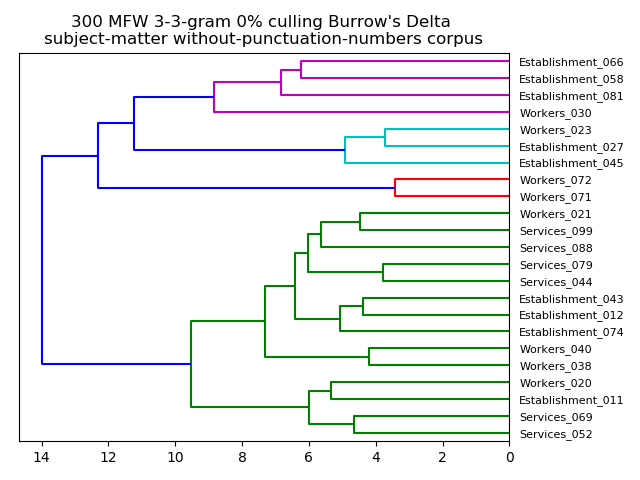 300 MFW 3-3-gram 0% culling Burrow's Delta
subject-matter without-punctuation-numbers corpus
Establishment_066
Establishment_058
Establishment_081
Workers_030
Workers_023
Establishment_027
Establishment_045
Workers_072
Workers_071
Workers_021
Services_099
Services_088
Services_079
Services_044
Establishment_043
Establishment_012
Establishment_074
Workers_040
Workers_038
Workers_020
Establishment_011
Services_069
Services_052
14 12 10 8 6 4 2 0